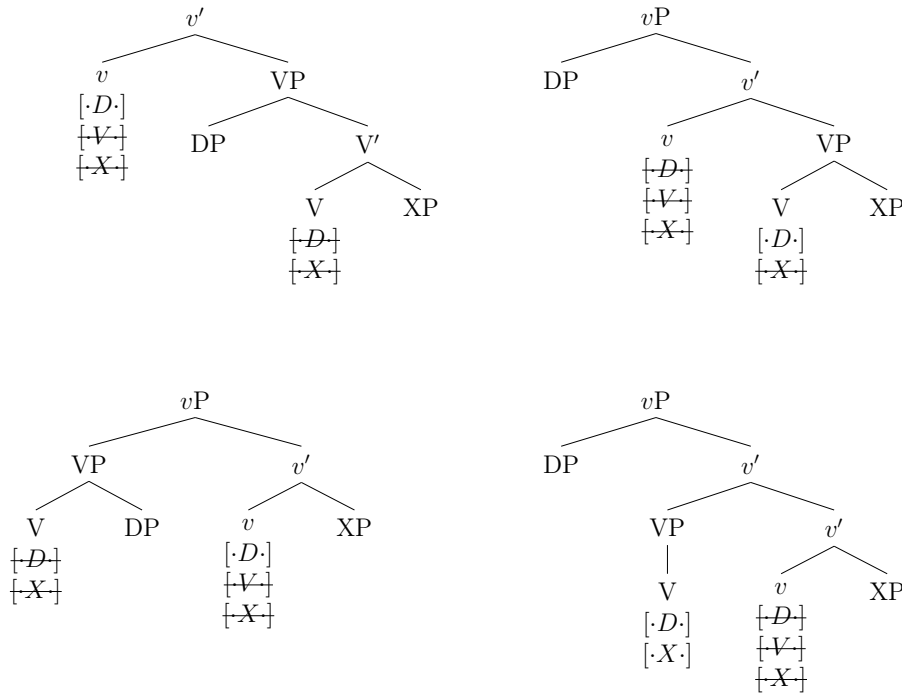 v′
v VP
[·D·]
[·V·]
[·X·]
DP V′
V XP
[·D·]
[·X·]
vP
DP v′
v VP
[·D·]
[·V·]
[·X·]
V XP
[·D·]
[·X·]
vP
VP v′
V DP v XP
[·D·] [·D·]
[·X·] [·V·]
[·X·]
vP
DP v′
VP v′
V v XP
[·D·] [·D·]
[·X·] [·V·]
[·X·]